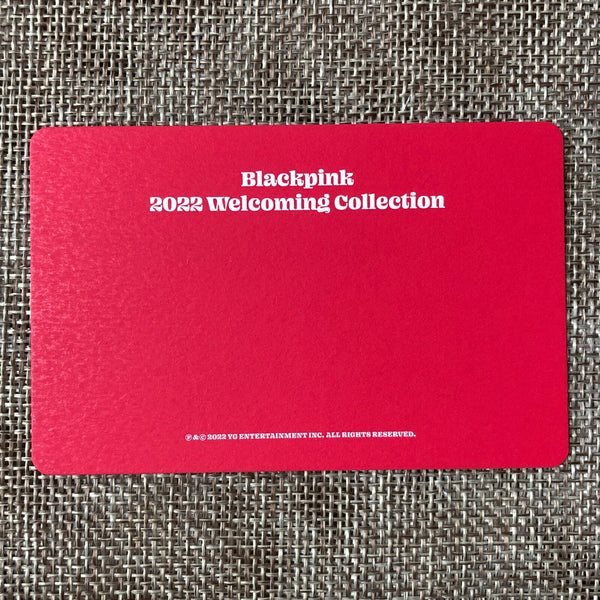 Blackpink
2022 Welcoming Collection
℗&© 2022 YG ENTERTAINMENT INC. ALL RIGHTS RESERVED.